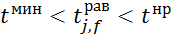 t^мин < t_{j,f}^рав < t^нр